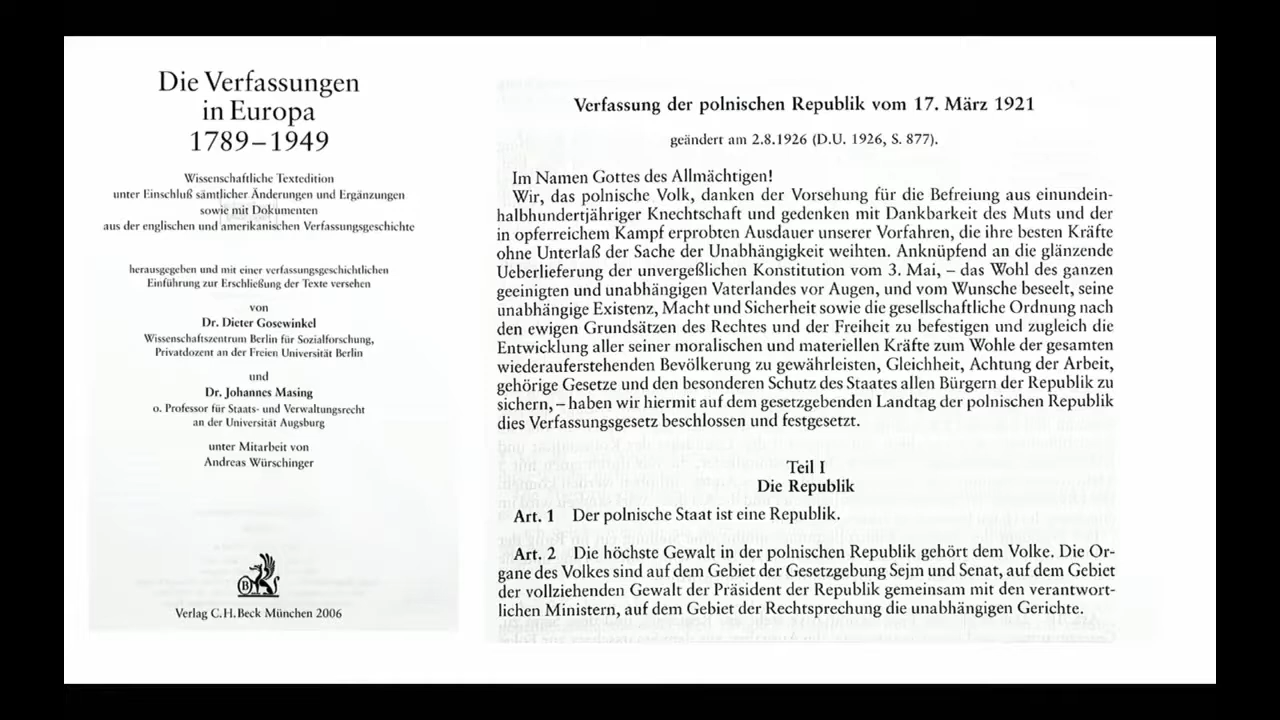 Die Verfassungen
in Europa
1789–1949
Wissenschaftliche Textedition
unter Einschluß sämtlicher Änderungen und Ergänzungen
sowie mit Dokumenten
aus der englischen und amerikanischen Verfassungsgeschichte
herausgegeben und mit einer verfassungsgeschichtlichen
Einführung zur Erschließung der Texte versehen
von
Dr. Dieter Gosewinkel
Wissenschaftszentrum Berlin für Sozialforschung,
Privatdozent an der Freien Universität Berlin
und
Dr. Johannes Masing
o. Professor für Staats- und Verwaltungsrecht
an der Universität Augsburg
unter Mitarbeit von
Andreas Würschinger
B
Verlag C.H.Beck München 2006
Verfassung der polnischen Republik vom 17. März 1921
geändert am 2.8.1926 (D.U. 1926, S. 877).
Im Namen Gottes des Allmächtigen!
Wir, das polnische Volk, danken der Vorsehung für die Befreiung aus einundein-
halbhundertjähriger Knechtschaft und gedenken mit Dankbarkeit des Muts und der
in opferreichem Kampf erprobten Ausdauer unserer Vorfahren, die ihre besten Kräfte
ohne Unterlaß der Sache der Unabhängigkeit weihten. Anknüpfend an die glänzende
Ueberlieferung der unvergeßlichen Konstitution vom 3. Mai, – das Wohl des ganzen
geeinigten und unabhängigen Vaterlandes vor Augen, und vom Wunsche beseelt, seine
unabhängige Existenz, Macht und Sicherheit sowie die gesellschaftliche Ordnung nach
den ewigen Grundsätzen des Rechtes und der Freiheit zu befestigen und zugleich die
Entwicklung aller seiner moralischen und materiellen Kräfte zum Wohle der gesamten
wiederauferstehenden Bevölkerung zu gewährleisten, Gleichheit, Achtung der Arbeit,
gehörige Gesetze und den besonderen Schutz des Staates allen Bürgern der Republik zu
sichern, – haben wir hiermit auf dem gesetzgebenden Landtag der polnischen Republik
dies Verfassungsgesetz beschlossen und festgesetzt.
Teil I
Die Republik
Art. 1 Der polnische Staat ist eine Republik.
Art. 2 Die höchste Gewalt in der polnischen Republik gehört dem Volke. Die Or-
gane des Volkes sind auf dem Gebiet der Gesetzgebung Sejm und Senat, auf dem Gebiet
der vollziehenden Gewalt der Präsident der Republik gemeinsam mit den verantwort-
lichen Ministern, auf dem Gebiet der Rechtsprechung die unabhängigen Gerichte.